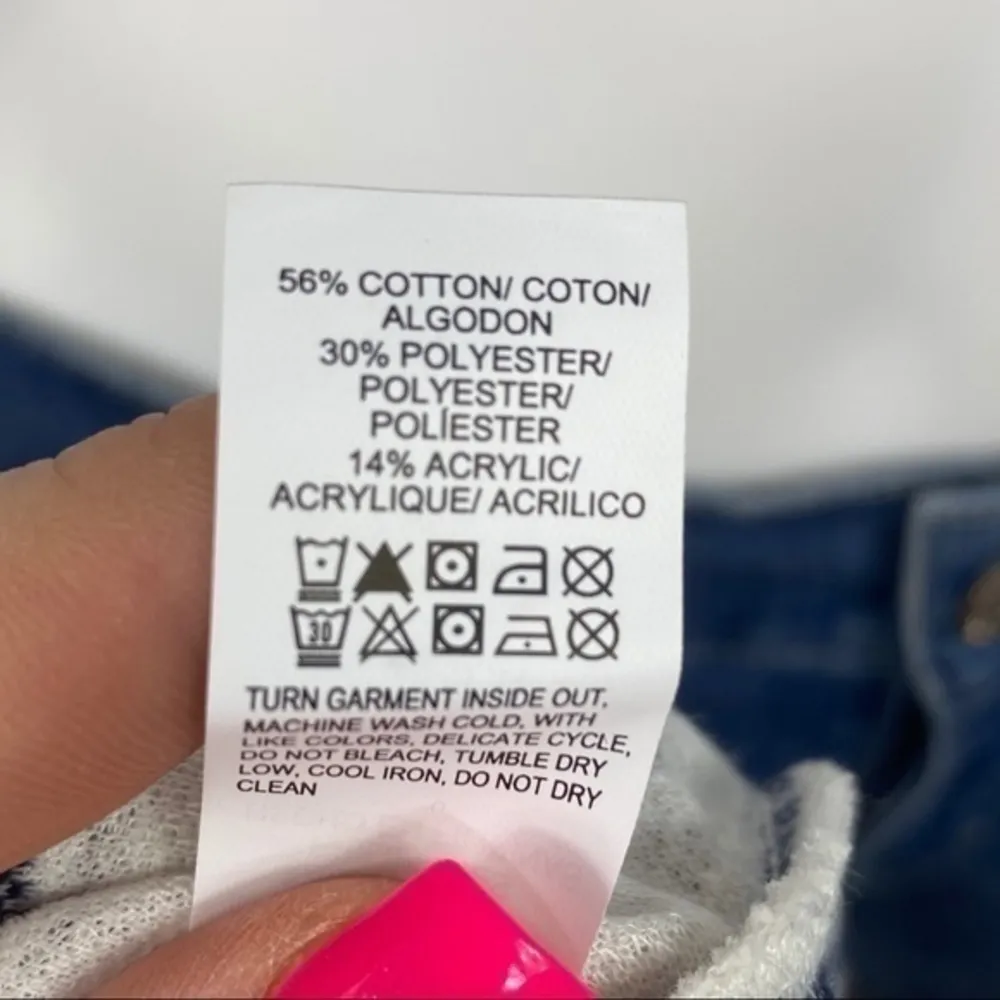 56% COTTON/ COTON/
ALGODON
30% POLYESTER/
POLYESTER/
POLÍESTER
14% ACRYLIC/
ACRYLIQUE/ ACRILICO
30
TURN GARMENT INSIDE OUT,
MACHINE WASH COLD, WITH
LIKE COLORS, DELICATE CYCLE,
DO NOT BLEACH, TUMBLE DRY
LOW, COOL IRON, DO NOT DRY
CLEAN